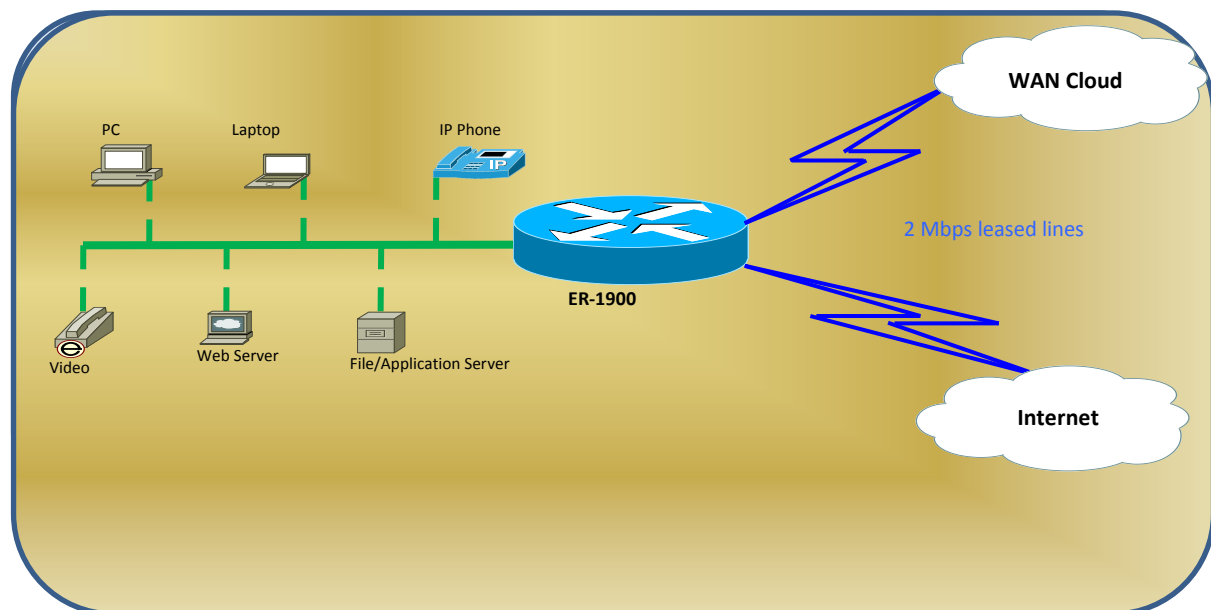 WAN Cloud
PC
Laptop
IP Phone
IP
2 Mbps leased lines
ER-1900
Video
Web Server
File/Application Server
Internet